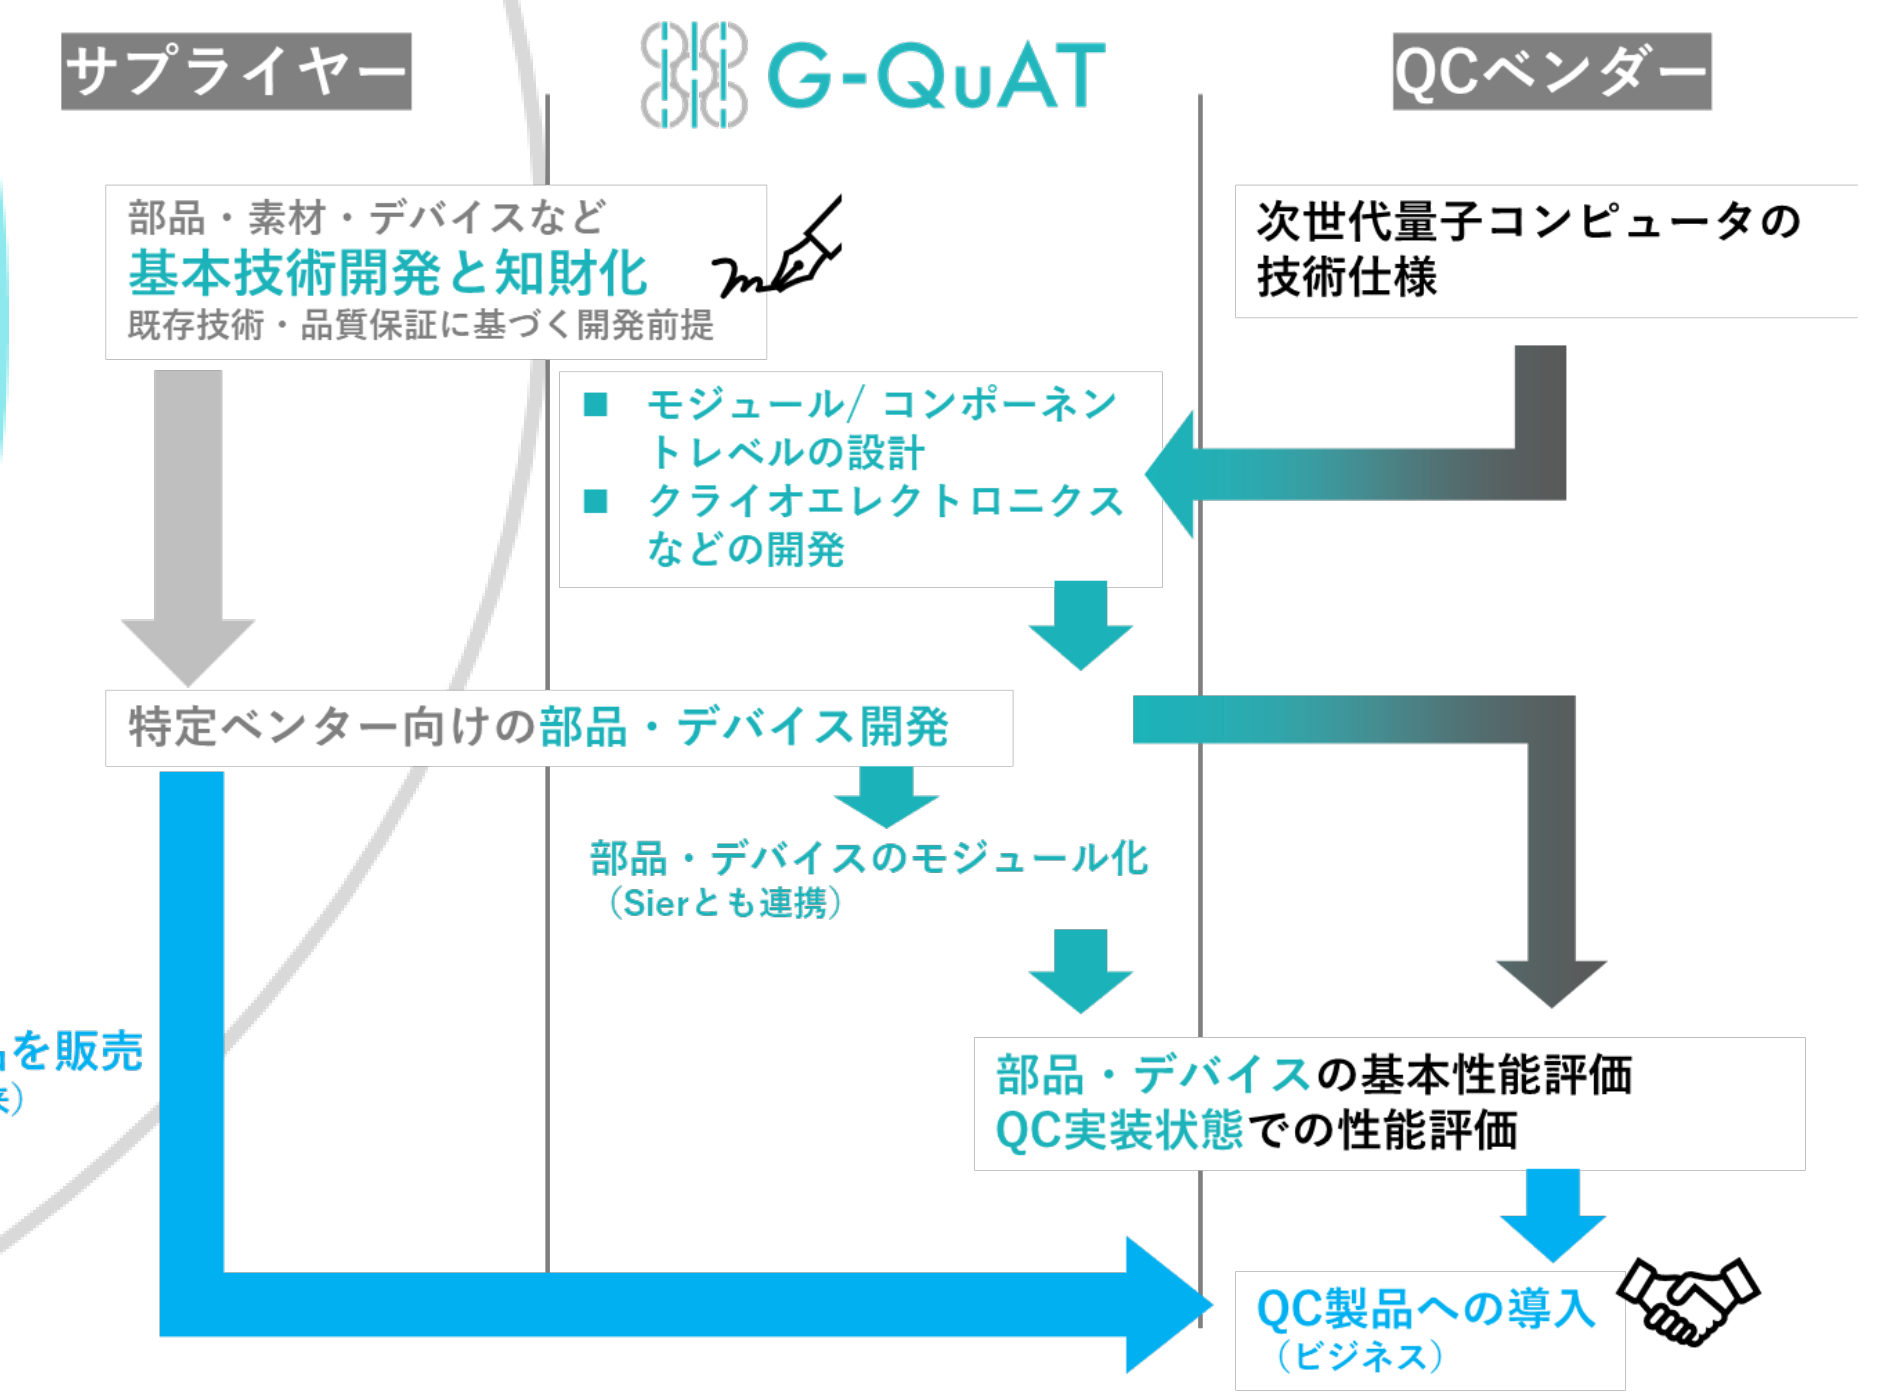 サプライヤー
G-QuAT
QCベンダー
部品・素材・デバイスなど
基本技術開発と知財化
既存技術・品質保証に基づく開発前提
次世代量子コンピュータの
技術仕様
■ モジュール/ コンポーネン
トレベルの設計
■ クライオエレクトロニクス
などの開発
特定ベンター向けの部品・デバイス開発
部品・デバイスのモジュール化
（Sierとも連携）
を販売
部品・デバイスの基本性能評価
QC実装状態での性能評価
QC製品への導入
（ビジネス）